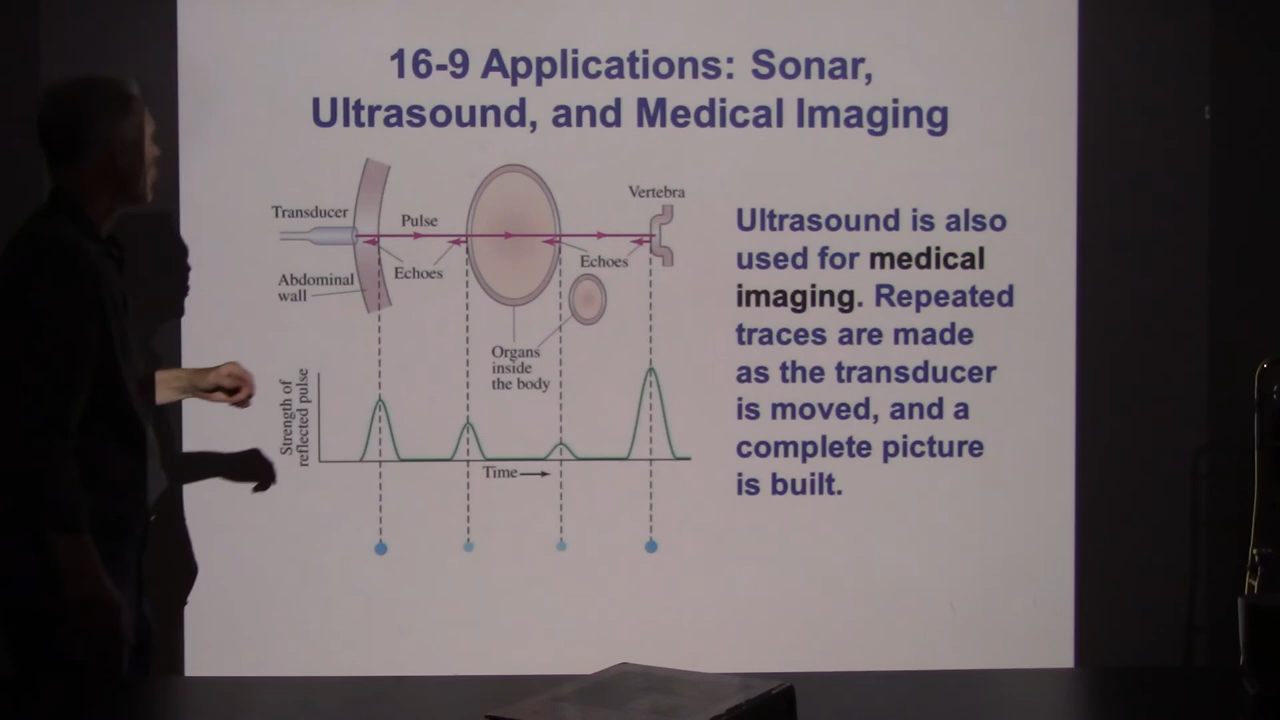 16-9 Applications: Sonar,
Ultrasound, and Medical Imaging
Transducer
Pulse
Vertebra
Echoes
Echoes
Abdominal
wall
Organs
inside
the body
Strength of
reflected pulse
Time
Ultrasound is also
used for medical
imaging. Repeated
traces are made
as the transducer
is moved, and a
complete picture
is built.